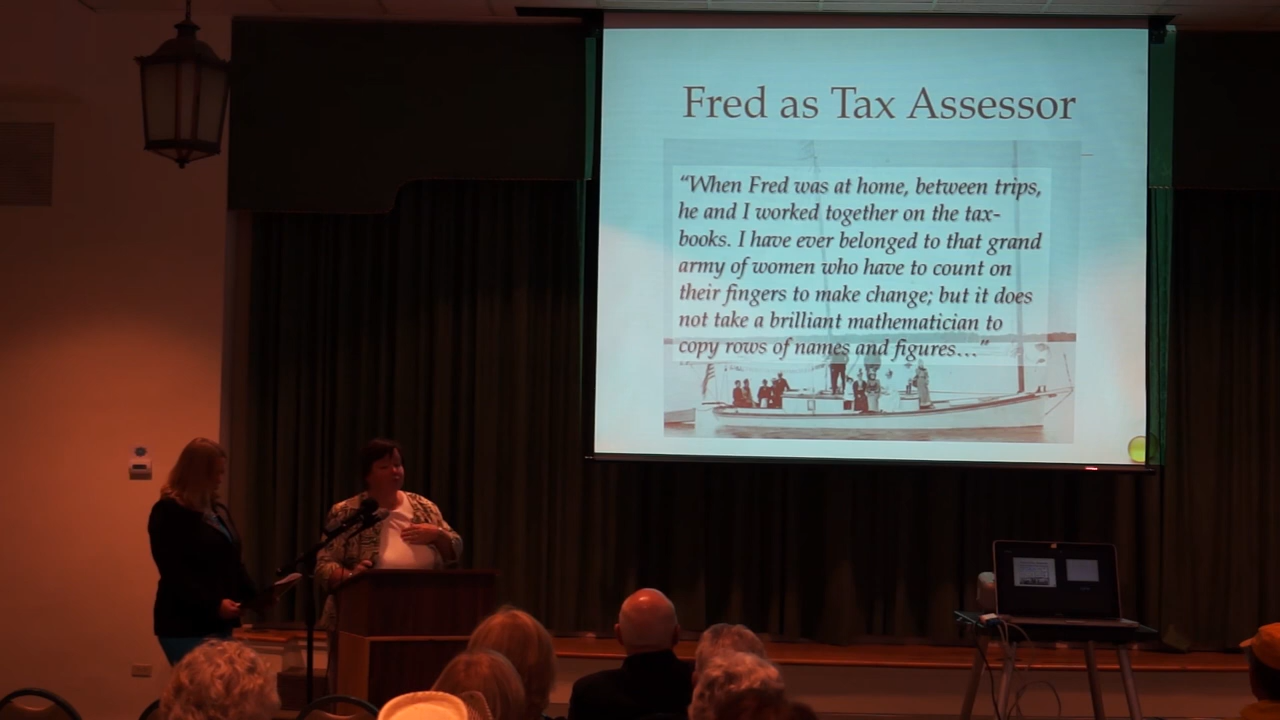 Fred as Tax Assessor
“When Fred was at home, between trips,
he and I worked together on the tax-
books. I have ever belonged to that grand
army of women who have to count on
their fingers to make change; but it does
not take a brilliant mathematician to
copy rows of names and figures…”